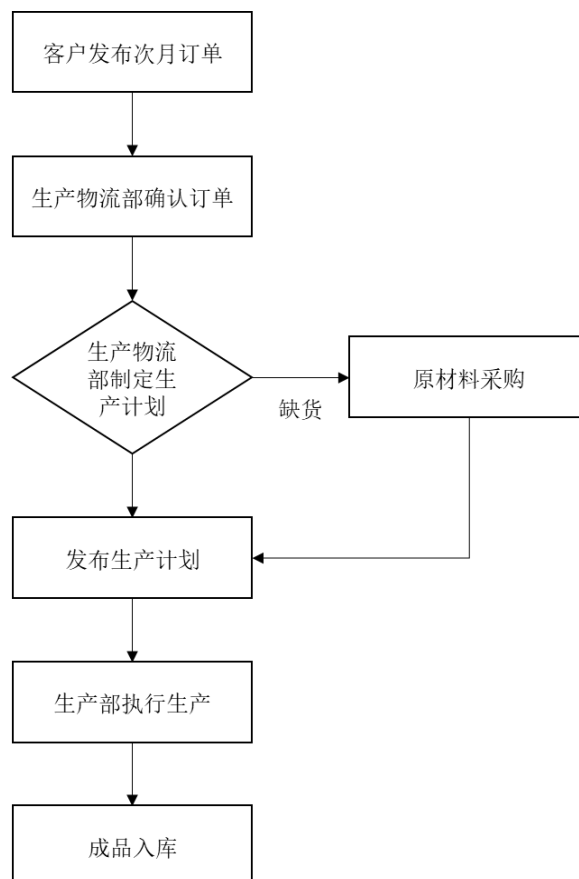 客户发布次月订单
生产物流部确认订单
生产物流
部制定生
产计划
原材料采购
缺货
发布生产计划
生产部执行生产
成品入库